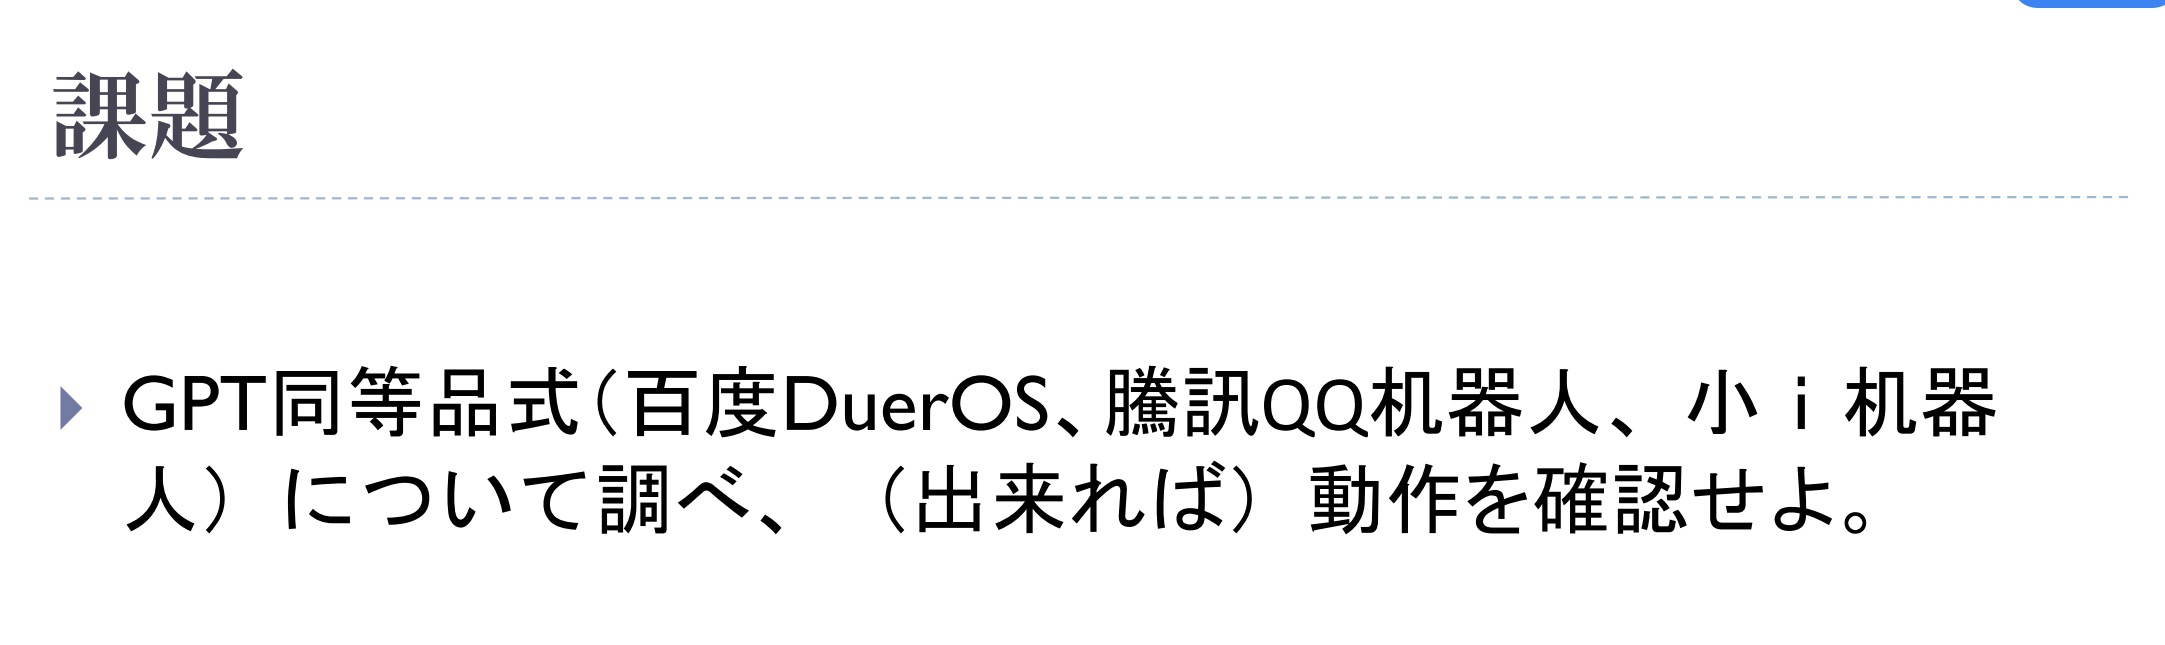 課題
GPT同等品式（百度DuerOS、騰訊QQ机器人、小ｉ机器
人）について調べ、（出来れば）動作を確認せよ。